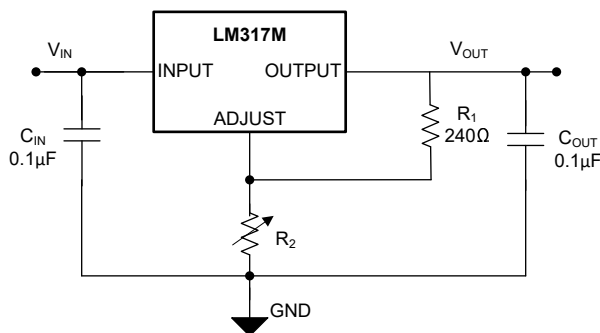 LM317M
V_IN
V_OUT
INPUT
OUTPUT
ADJUST
R_1
240Ω
C_IN
0.1µF
C_OUT
0.1µF
R_2
GND